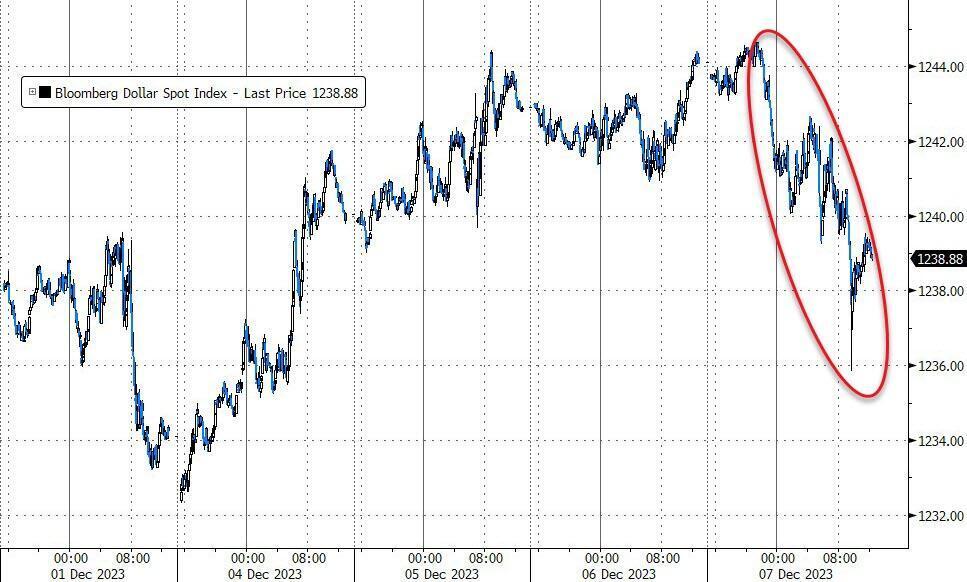 Bloomberg Dollar Spot Index - Last Price 1238.88
1244.00
1242.00
1240.00
1238.88
1238.00
1236.00
1234.00
1232.00
00:00 08:00 00:00 08:00 00:00 08:00 00:00 08:00 00:00 08:00
01 Dec 2023 04 Dec 2023 05 Dec 2023 06 Dec 2023 07 Dec 2023